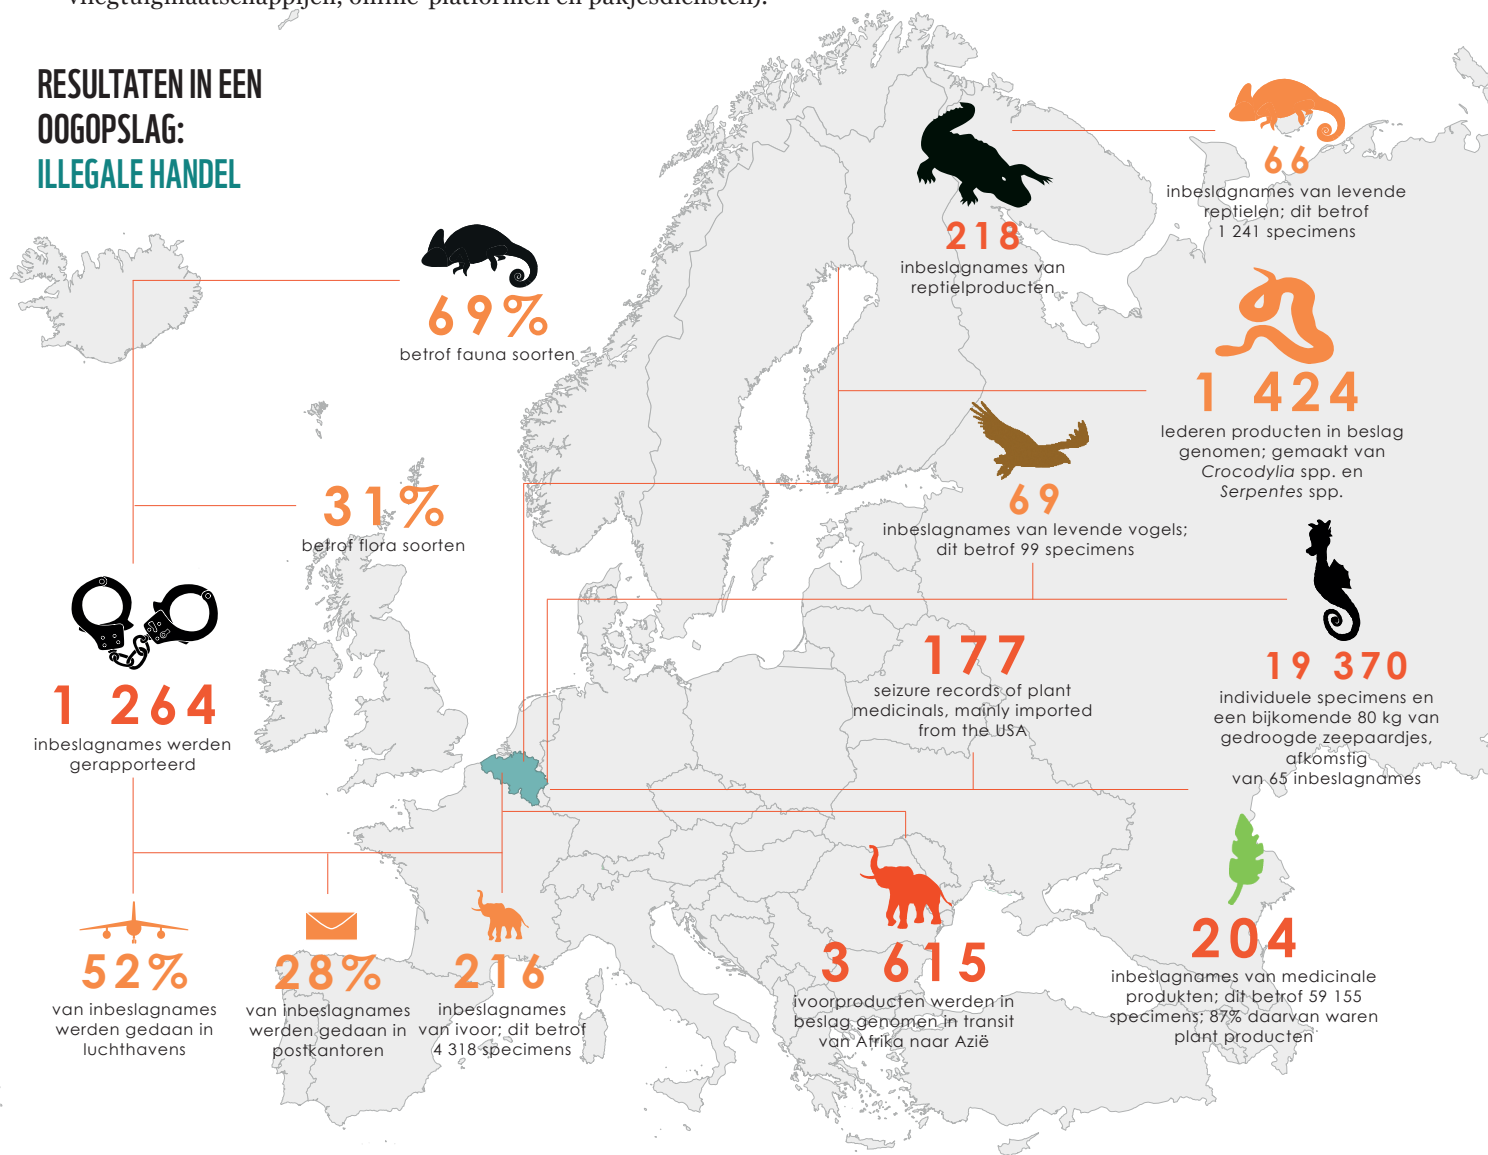 vliegtuigmaatschappijen, online-platformen en pakjesdiensten).
RESULTATEN IN EEN
OOGOPSLAG:
ILLEGALE HANDEL
69%
betrof fauna soorten
31%
betrof flora soorten
1 264
inbeslagnames werden
gerapporteerd
52%
van inbeslagnames
werden gedaan in
luchthavens
28%
van inbeslagnames
werden gedaan in
postkantoren
216
inbeslagnames
van ivoor; dit betrof
4 318 specimens
218
inbeslagnames van
reptielproducten
66
inbeslagnames van levende
reptielen; dit betrof
1 241 specimens
1 424
lederen producten in beslag
genomen; gemaakt van
Crocodylia spp. en
Serpentes spp.
69
inbeslagnames van levende vogels;
dit betrof 99 specimens
19 370
individuele specimens en
een bijkomende 80 kg van
gedroogde zeepaardjes,
afkomstig
van 65 inbeslagnames
177
seizure records of plant
medicinals, mainly imported
from the USA
3 615
ivoorproducten werden in
beslag genomen in transit
van Afrika naar Azië
204
inbeslagnames van medicinale
produkten; dit betrof 59 155
specimens; 87% daarvan waren
plant producten